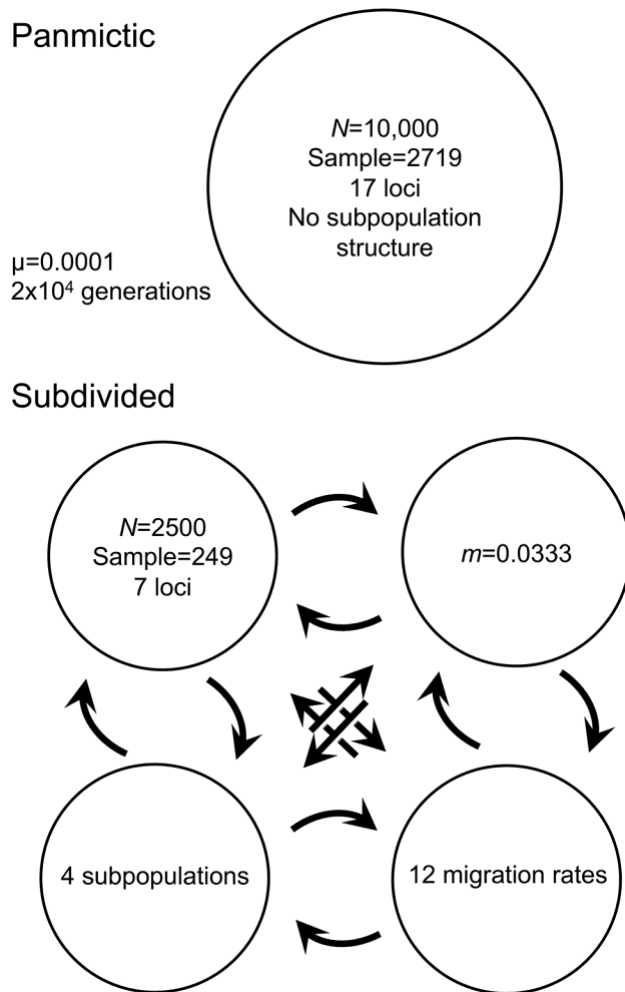 Panmictic
N=10,000
Sample=2719
17 loci
No subpopulation
structure
μ=0.0001
2x10⁴ generations
Subdivided
N=2500
Sample=249
7 loci
m=0.0333
4 subpopulations
12 migration rates